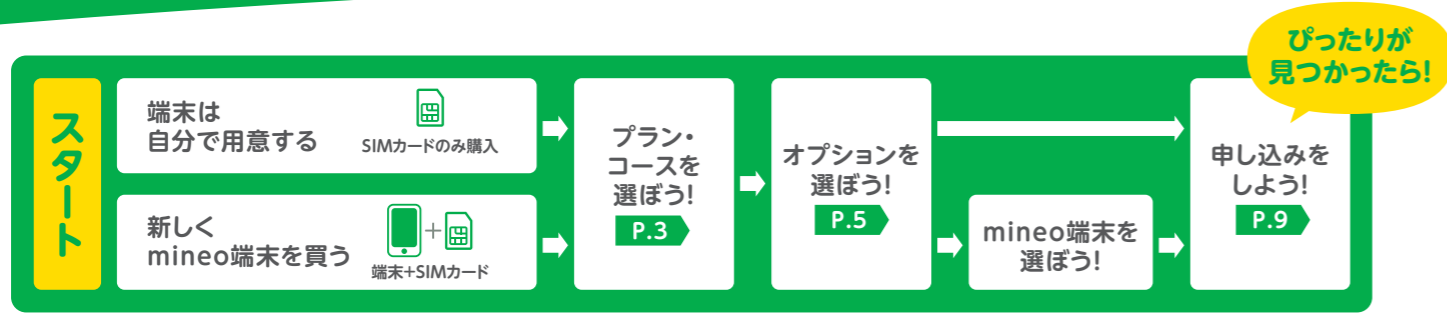 スタート
端末は
自分で用意する
SIMカードのみ購入
新しく
mineo端末を買う
端末+SIMカード
プラン・
コースを
選ぼう!
P.3
オプションを
選ぼう!
P.5
mineo端末を
選ぼう!
ぴったりが
見つかったら!
申し込みを
しよう!
P.9